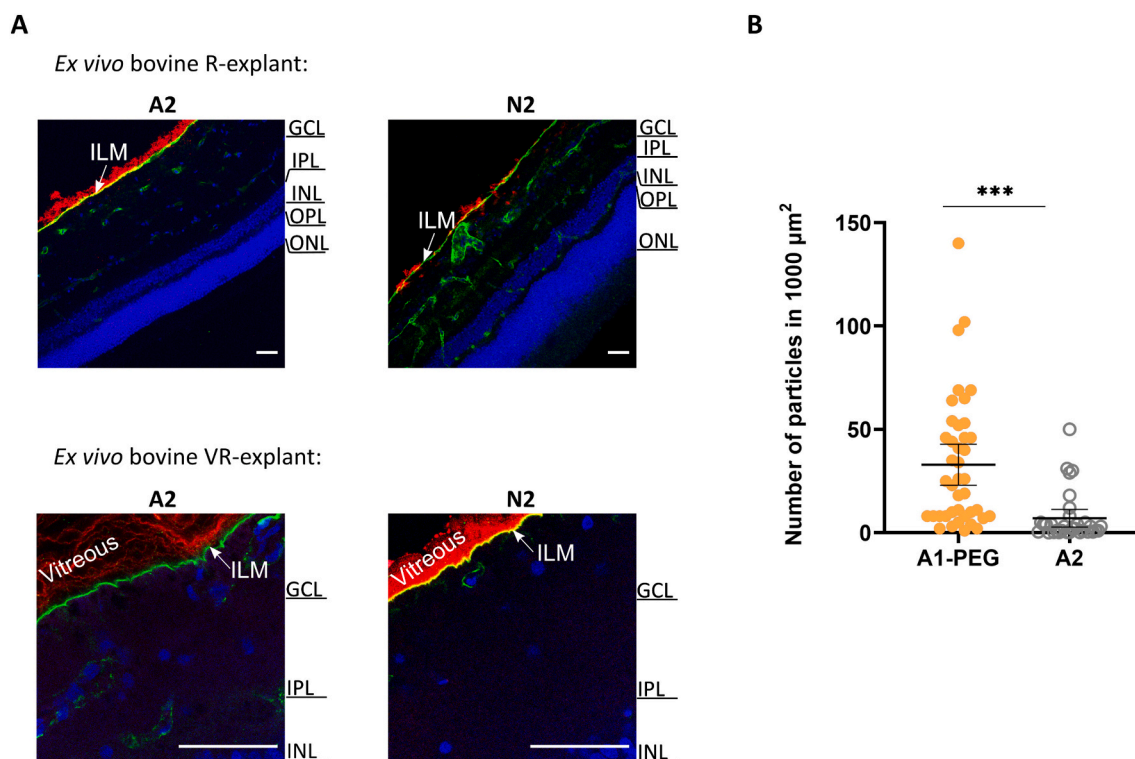 A
Ex vivo bovine R-explant:
A2
ILM
GCL
IPL
INL
OPL
ONL
N2
ILM
GCL
IPL
INL
OPL
ONL
Ex vivo bovine VR-explant:
A2
Vitreous
ILM
GCL
IPL
INL
N2
Vitreous
ILM
GCL
IPL
INL
B
Number of particles in 1000 µm²
150
100
50
0
***
A1-PEG
A2